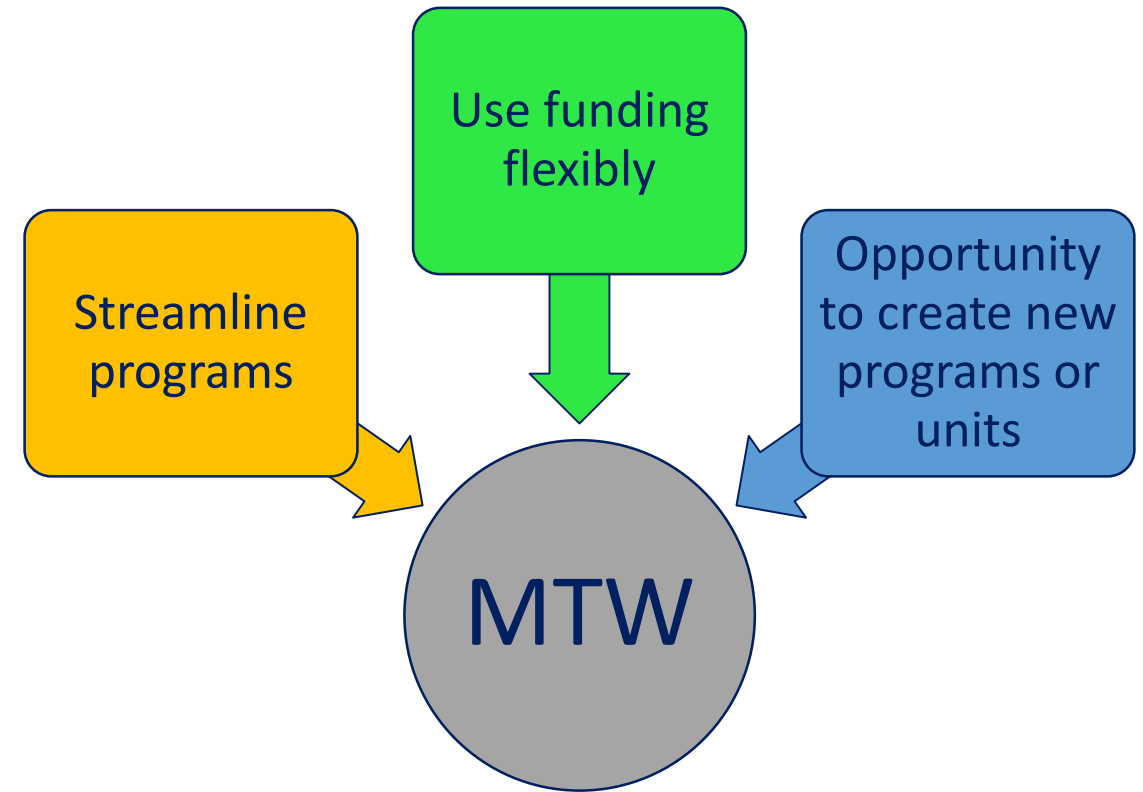 Use funding
flexibly
Streamline
programs
Opportunity
to create new
programs or
units
MTW